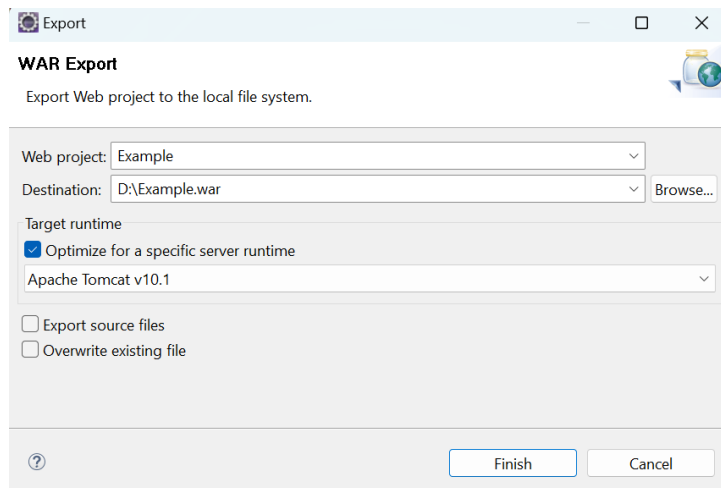 Export
WAR Export
Export Web project to the local file system.
Web project: Example
Destination: D:\Example.war Browse...
Target runtime
Optimize for a specific server runtime
Apache Tomcat v10.1
Export source files
Overwrite existing file
? Finish Cancel